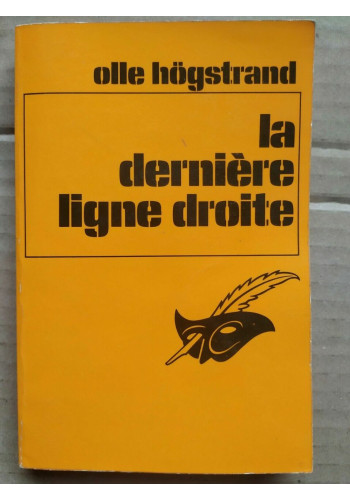 olle högstrand
la
dernière
ligne droite